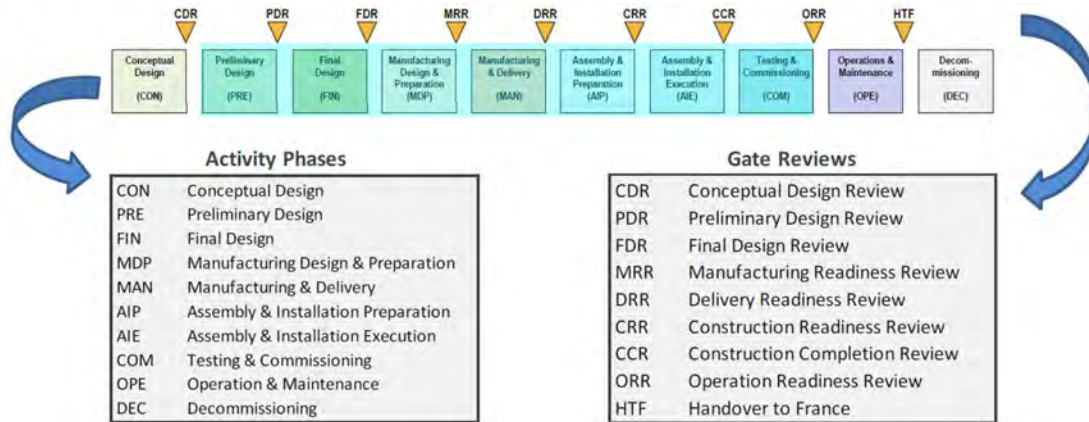 CDR PDR FDR MRR DRR CRR CCR ORR HTF
Conceptual Design (CON)
Preliminary Design (PRE)
Final Design (FIN)
Manufacturing Design & Preparation (MDP)
Manufacturing & Delivery (MAN)
Assembly & Installation Preparation (AIP)
Assembly & Installation Execution (AIE)
Testing & Commissioning (COM)
Operations & Maintenance (OPE)
Decom-missioning (DEC)
Activity Phases
CON Conceptual Design
PRE Preliminary Design
FIN Final Design
MDP Manufacturing Design & Preparation
MAN Manufacturing & Delivery
AIP Assembly & Installation Preparation
AIE Assembly & Installation Execution
COM Testing & Commissioning
OPE Operation & Maintenance
DEC Decommissioning
Gate Reviews
CDR Conceptual Design Review
PDR Preliminary Design Review
FDR Final Design Review
MRR Manufacturing Readiness Review
DRR Delivery Readiness Review
CRR Construction Readiness Review
CCR Construction Completion Review
ORR Operation Readiness Review
HTF Handover to France